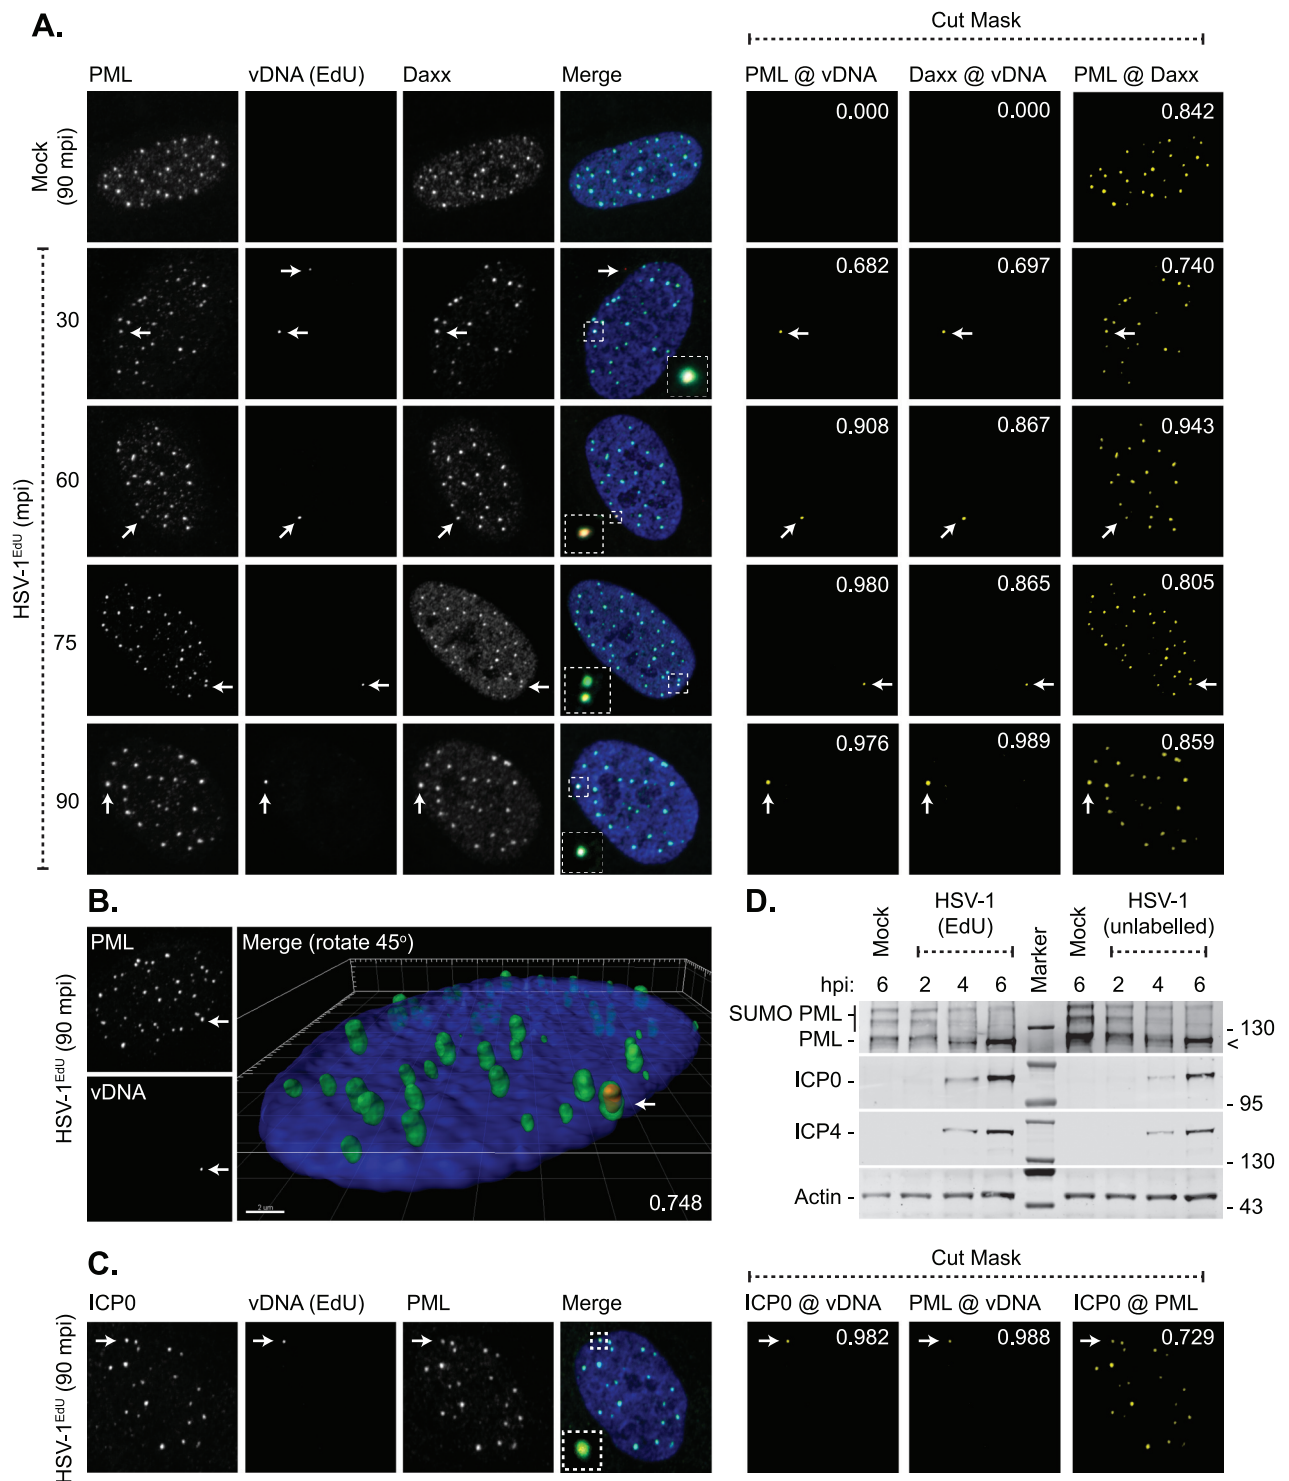 A.
Cut Mask
PML vDNA (EdU) Daxx Merge PML @ vDNA Daxx @ vDNA PML @ Daxx
Mock (90 mpi)
0.000 0.000 0.842
HSV-1EdU (mpi)
30
0.682 0.697 0.740
60
0.908 0.867 0.943
75
0.980 0.865 0.805
90
0.976 0.989 0.859
B.
HSV-1EdU (90 mpi)
PML
vDNA
Merge (rotate 45o)
2 um
0.748
D.
Mock HSV-1 (EdU) Marker Mock HSV-1 (unlabelled)
hpi: 6 2 4 6 6 2 4 6
SUMO PML
- 130
PML - <
ICP0 -
- 95
ICP4 -
- 130
Actin -
- 43
C.
Cut Mask
ICP0 vDNA (EdU) PML Merge ICP0 @ vDNA PML @ vDNA ICP0 @ PML
HSV-1EdU (90 mpi)
0.982 0.988 0.729